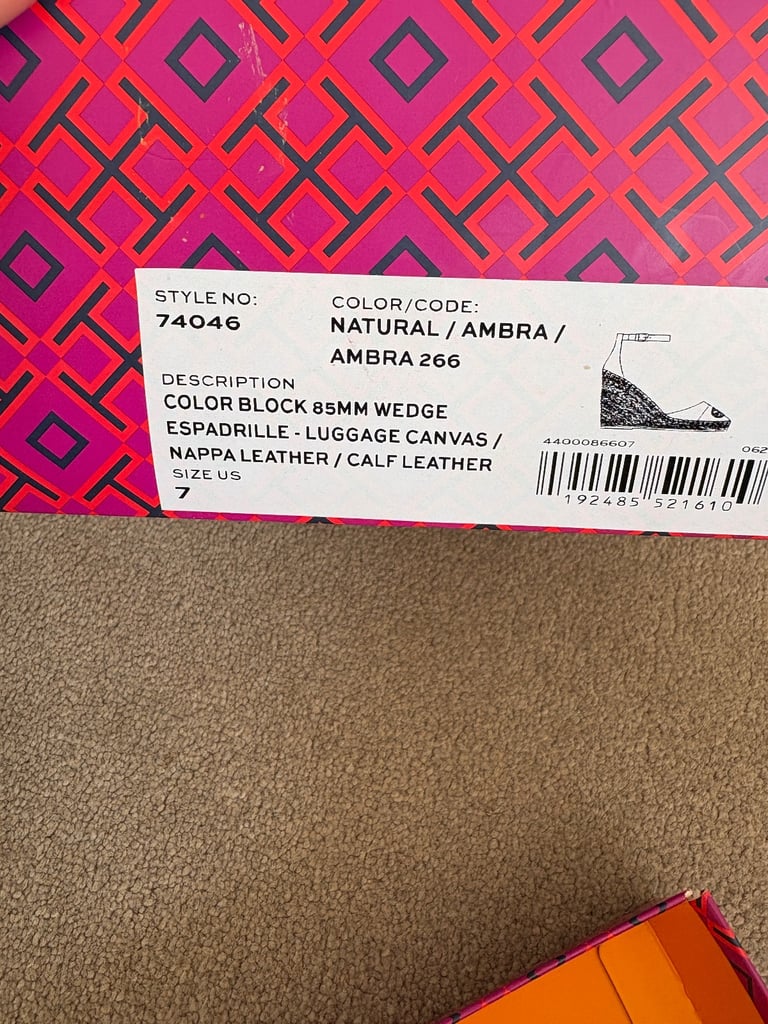 STYLE NO:
74046
COLOR/CODE:
NATURAL / AMBRA /
AMBRA 266
DESCRIPTION
COLOR BLOCK 85MM WEDGE
ESPADRILLE - LUGGAGE CANVAS /
NAPPA LEATHER / CALF LEATHER
SIZE US
7
4400086607
062
192485 521610